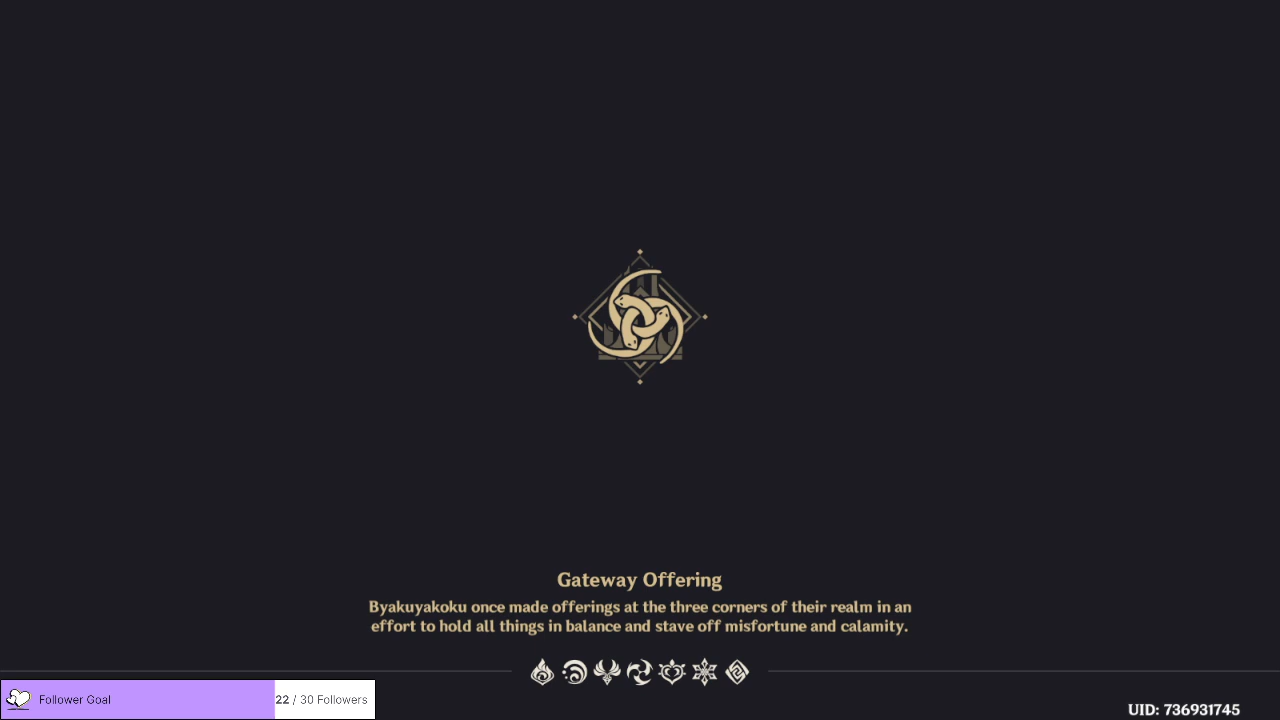 Gateway Offering
Byakuyakoku once made offerings at the three corners of their realm in an
effort to hold all things in balance and stave off misfortune and calamity.
Follower Goal
22 / 30 Followers
UID: 736931745